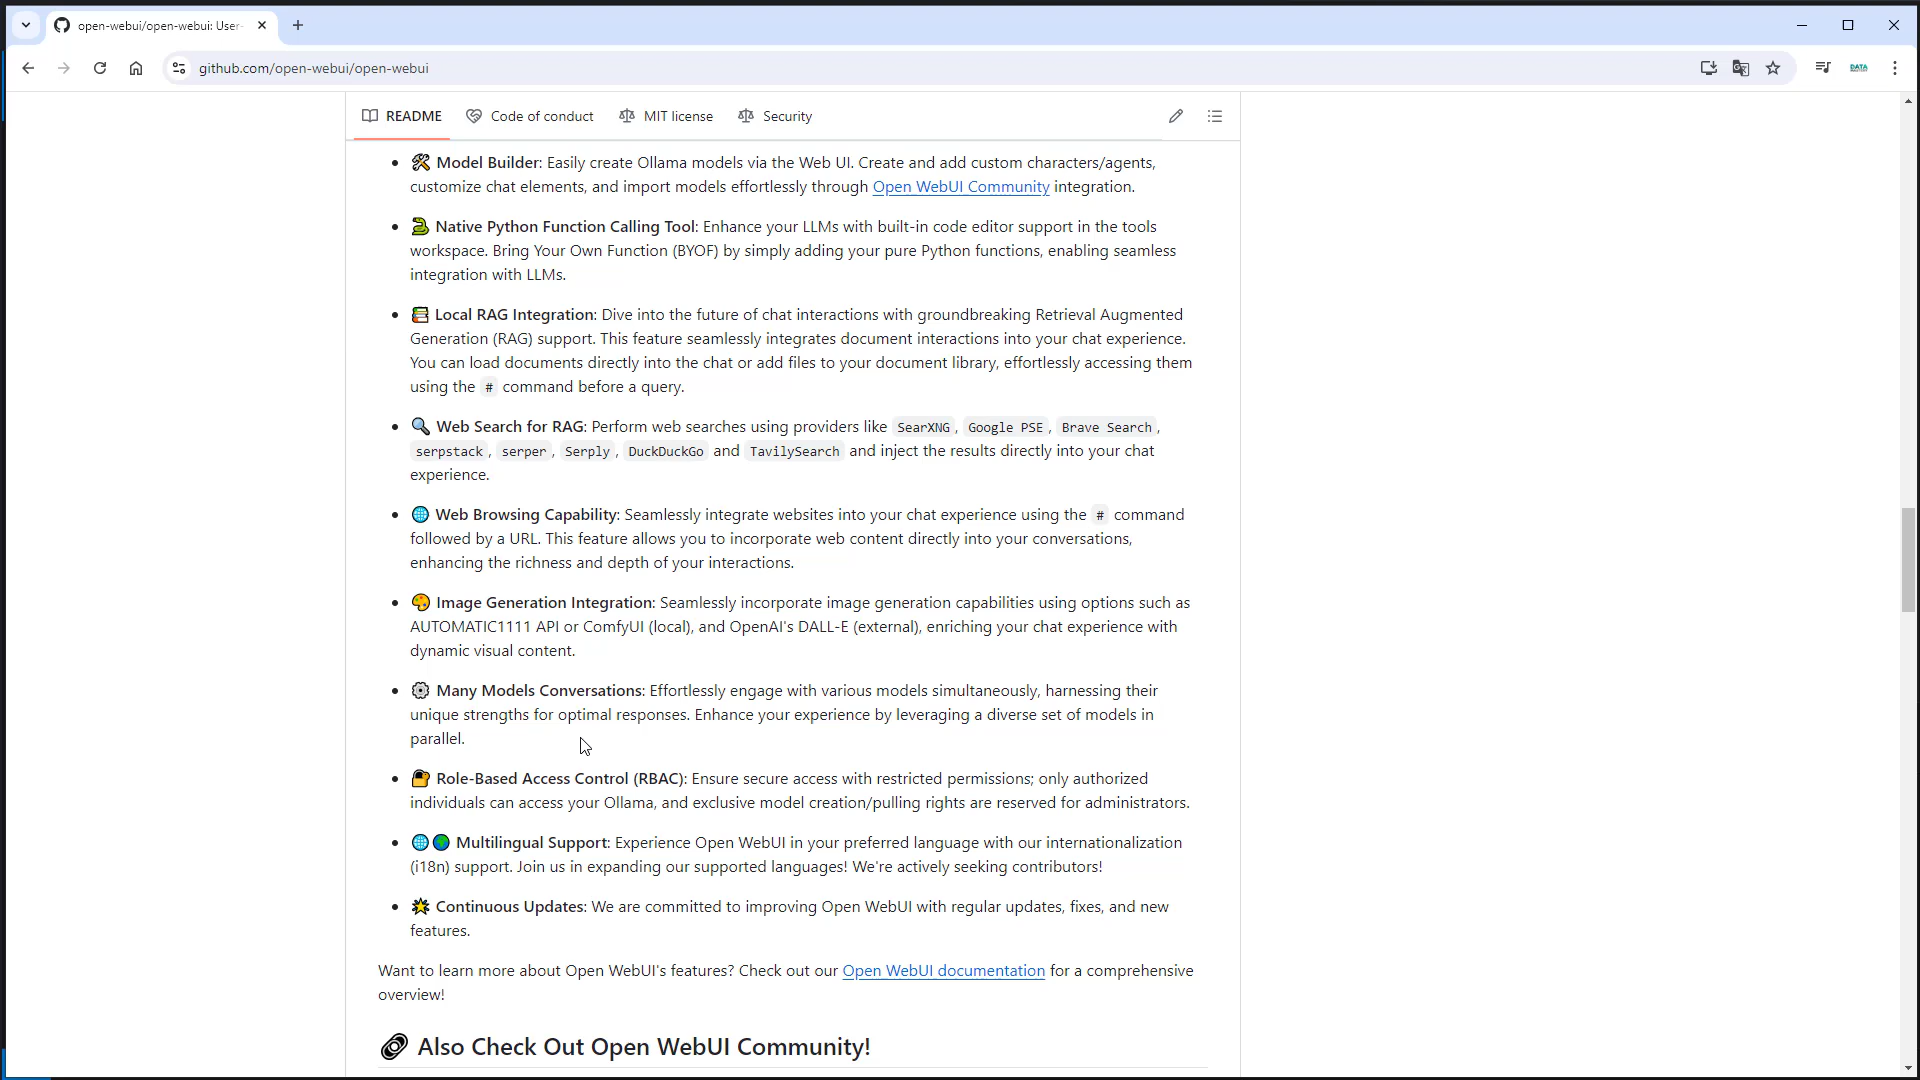 open-webui/open-webui: User-
github.com/open-webui/open-webui
DATA
README
Code of conduct
MIT license
Security
Model Builder: Easily create Ollama models via the Web UI. Create and add custom characters/agents,
customize chat elements, and import models effortlessly through Open WebUI Community integration.
Native Python Function Calling Tool: Enhance your LLMs with built-in code editor support in the tools
workspace. Bring Your Own Function (BYOF) by simply adding your pure Python functions, enabling seamless
integration with LLMs.
Local RAG Integration: Dive into the future of chat interactions with groundbreaking Retrieval Augmented
Generation (RAG) support. This feature seamlessly integrates document interactions into your chat experience.
You can load documents directly into the chat or add files to your document library, effortlessly accessing them
using the # command before a query.
Web Search for RAG: Perform web searches using providers like SearXNG, Google PSE, Brave Search,
serpstack, serper, Serply, DuckDuckGo and TavilySearch and inject the results directly into your chat
experience.
Web Browsing Capability: Seamlessly integrate websites into your chat experience using the # command
followed by a URL. This feature allows you to incorporate web content directly into your conversations,
enhancing the richness and depth of your interactions.
Image Generation Integration: Seamlessly incorporate image generation capabilities using options such as
AUTOMATIC1111 API or ComfyUI (local), and OpenAI's DALL-E (external), enriching your chat experience with
dynamic visual content.
Many Models Conversations: Effortlessly engage with various models simultaneously, harnessing their
unique strengths for optimal responses. Enhance your experience by leveraging a diverse set of models in
parallel.
Role-Based Access Control (RBAC): Ensure secure access with restricted permissions; only authorized
individuals can access your Ollama, and exclusive model creation/pulling rights are reserved for administrators.
Multilingual Support: Experience Open WebUI in your preferred language with our internationalization
(i18n) support. Join us in expanding our supported languages! We're actively seeking contributors!
Continuous Updates: We are committed to improving Open WebUI with regular updates, fixes, and new
features.
Want to learn more about Open WebUI's features? Check out our Open WebUI documentation for a comprehensive
overview!
Also Check Out Open WebUI Community!